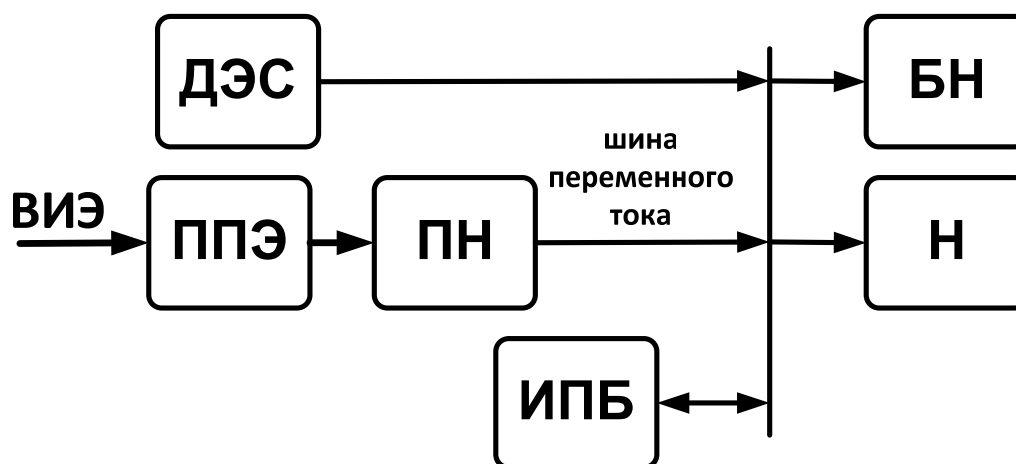 ДЭС
БН
шина
переменного
тока
ВИЭ
ППЭ
ПН
Н
ИПБ